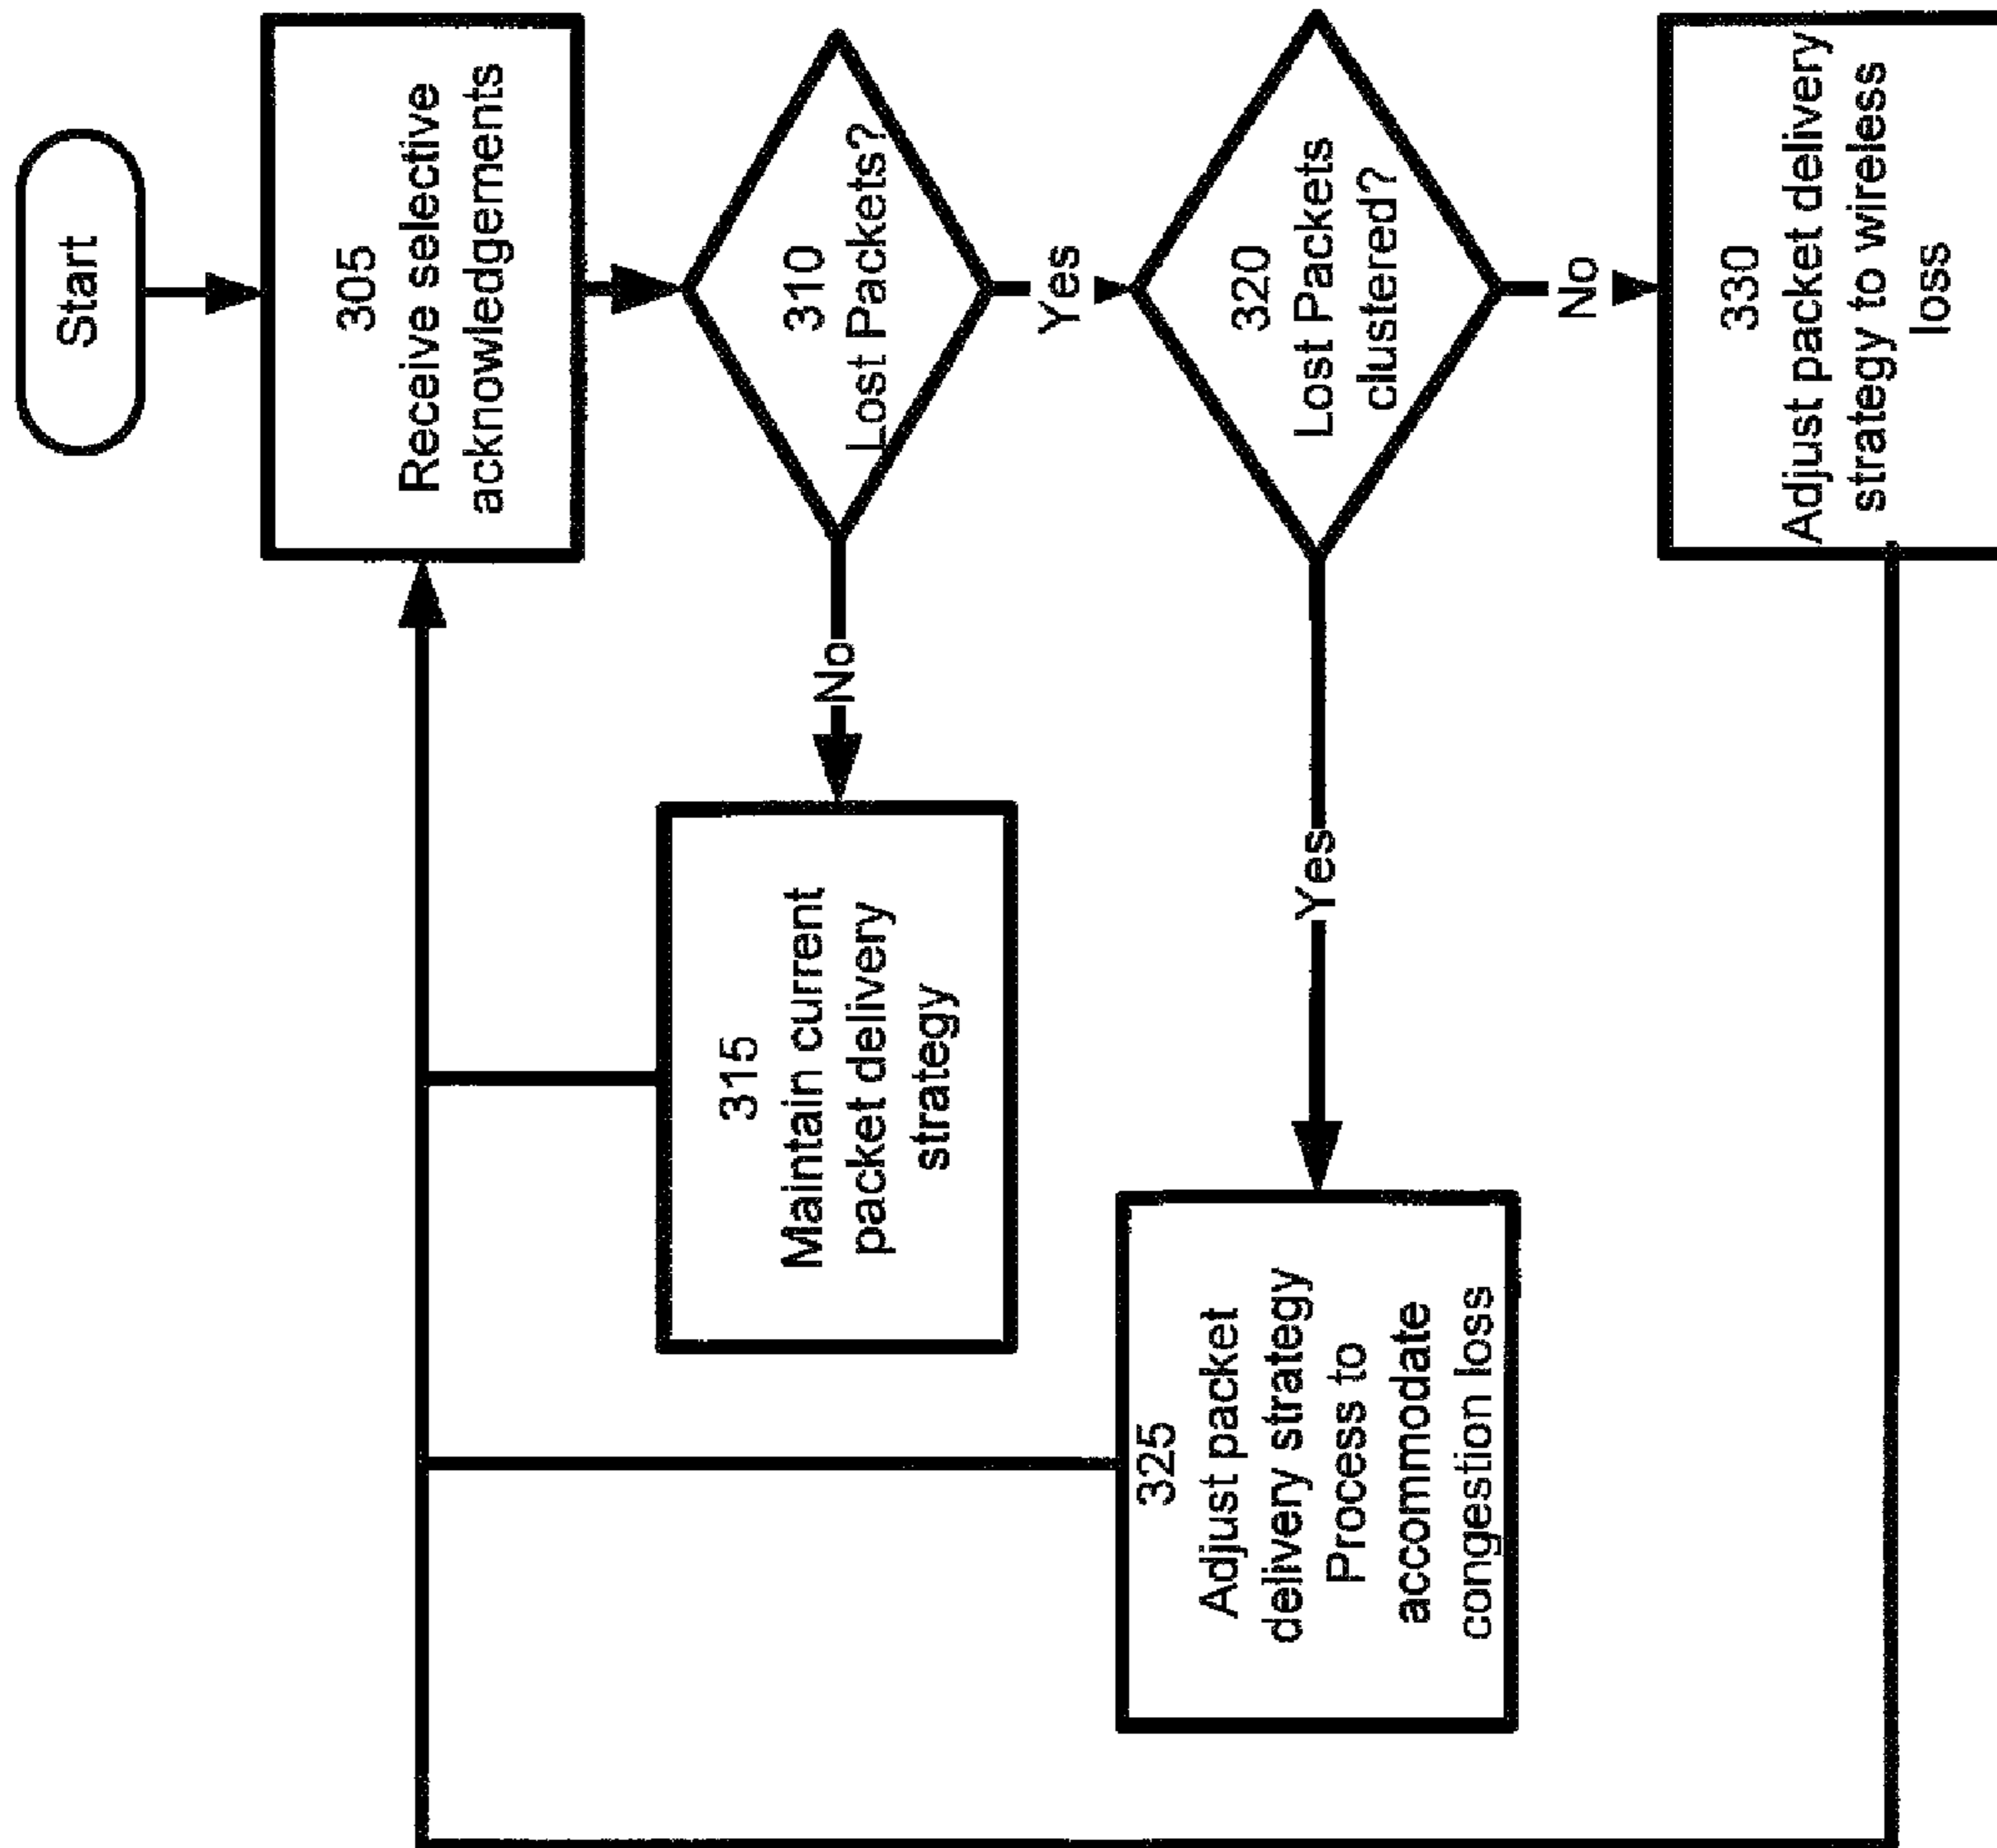 Start
305
Receive selective
acknowledgements
310
Lost Packets?
No
Yes
315
Maintain current
packet delivery
strategy
320
Lost Packets
clustered?
Yes
No
325
Adjust packet
delivery strategy
Process to
accommodate
congestion loss
330
Adjust packet delivery
strategy to wireless
loss